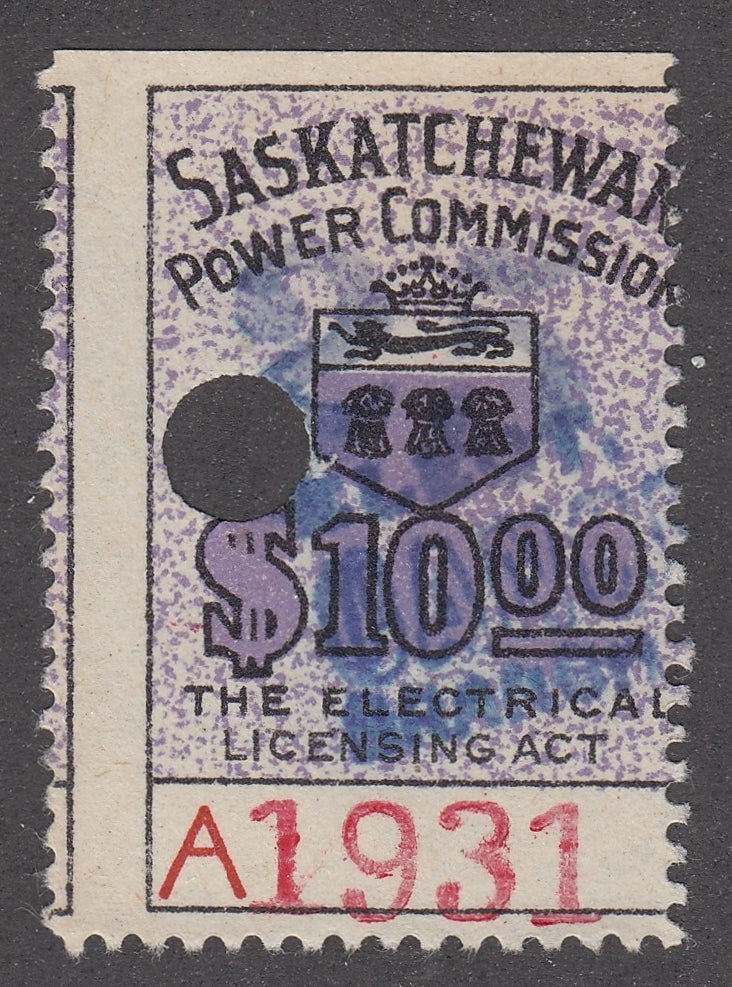 SASKATCHEWAN
POWER COMMISSION
$10.00
THE ELECTRICAL
LICENSING ACT
A1931